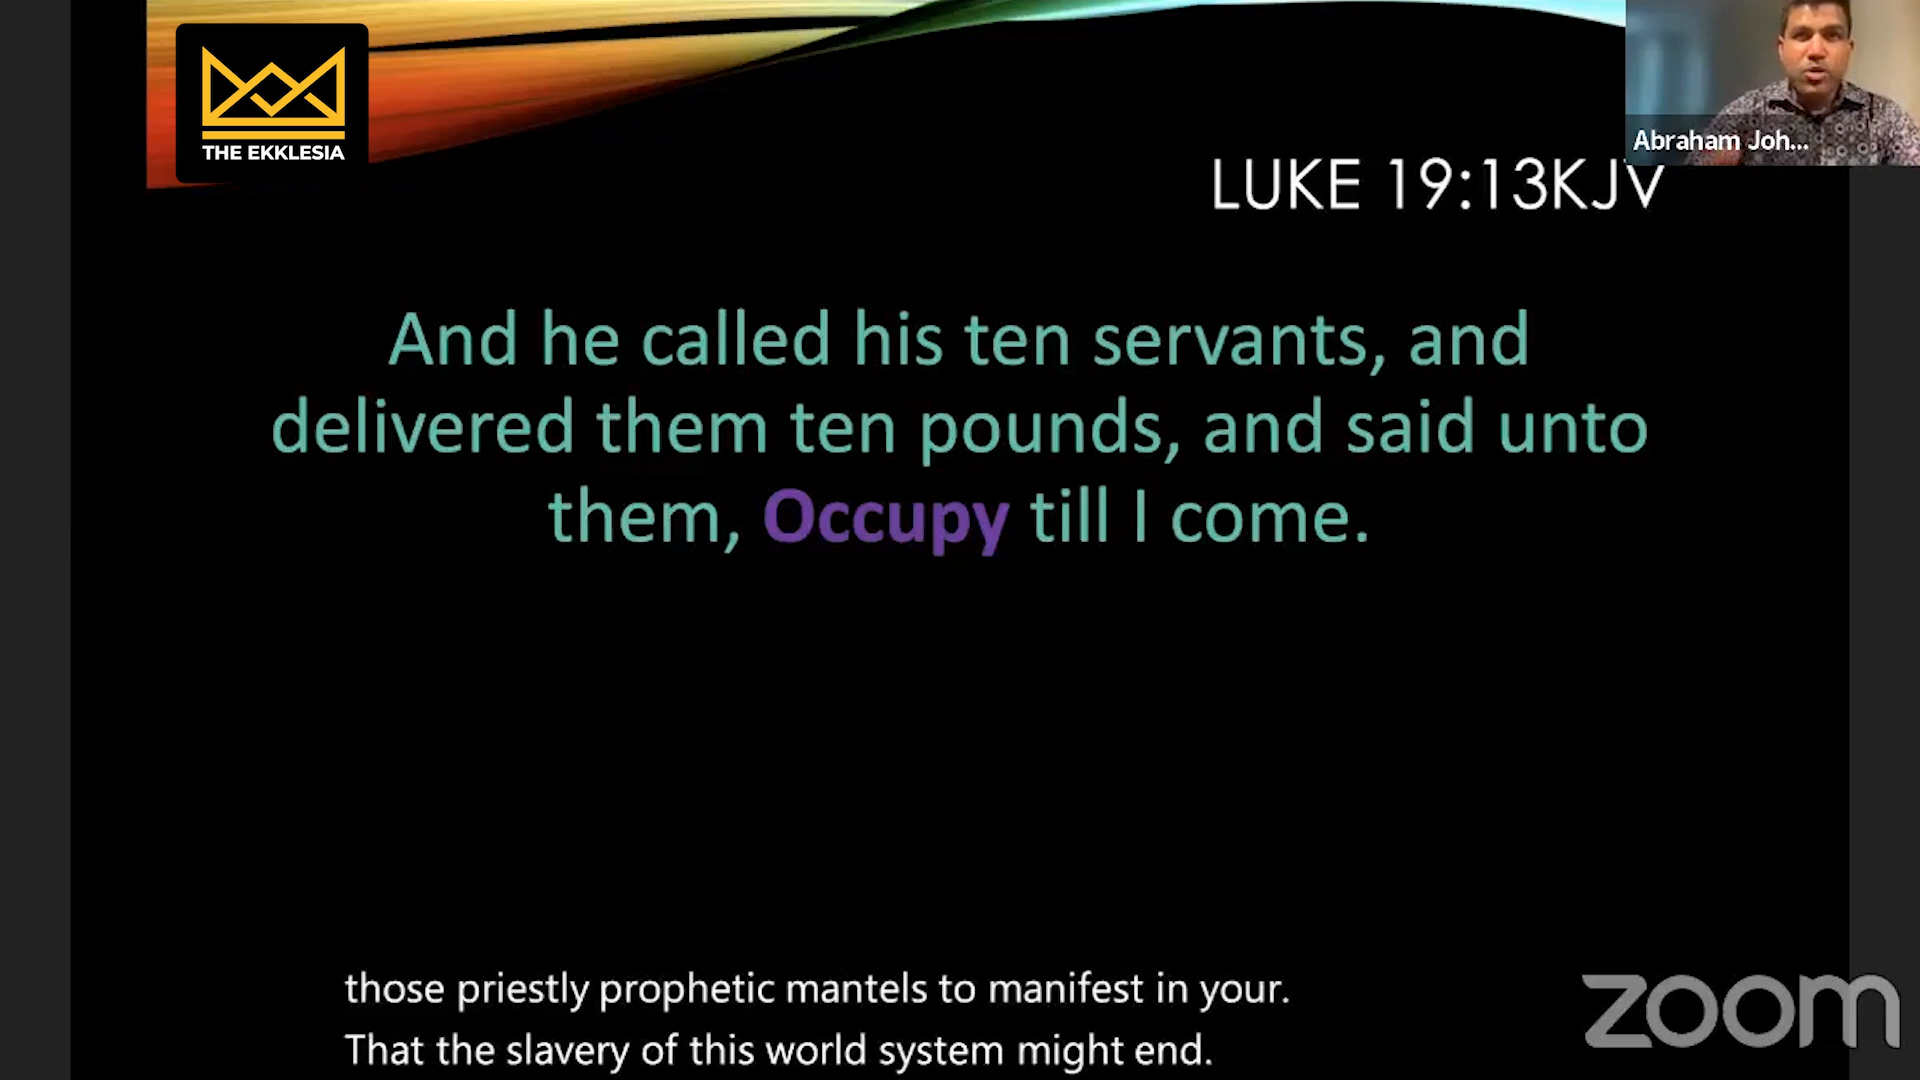 THE EKKLESIA
Abraham Joh...
LUKE 19:13KJV
And he called his ten servants, and
delivered them ten pounds, and said unto
them, Occupy till I come.
those priestly prophetic mantels to manifest in your.
That the slavery of this world system might end.
zoom